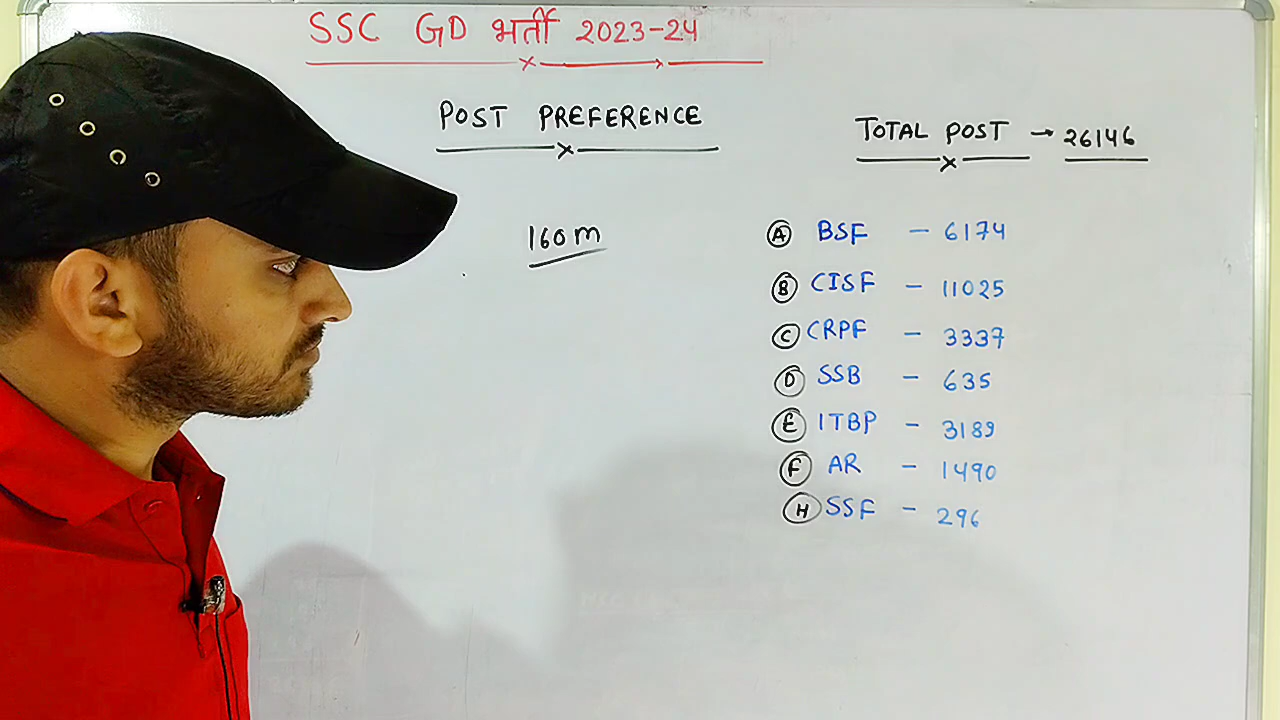 SSC GD भर्ती 2023-24
POST PREFERENCE
160m
TOTAL POST → 26146
A BSF - 6174
B CISF - 11025
C CRPF - 3337
D SSB - 635
E ITBP - 3189
F AR - 1490
H SSF - 296